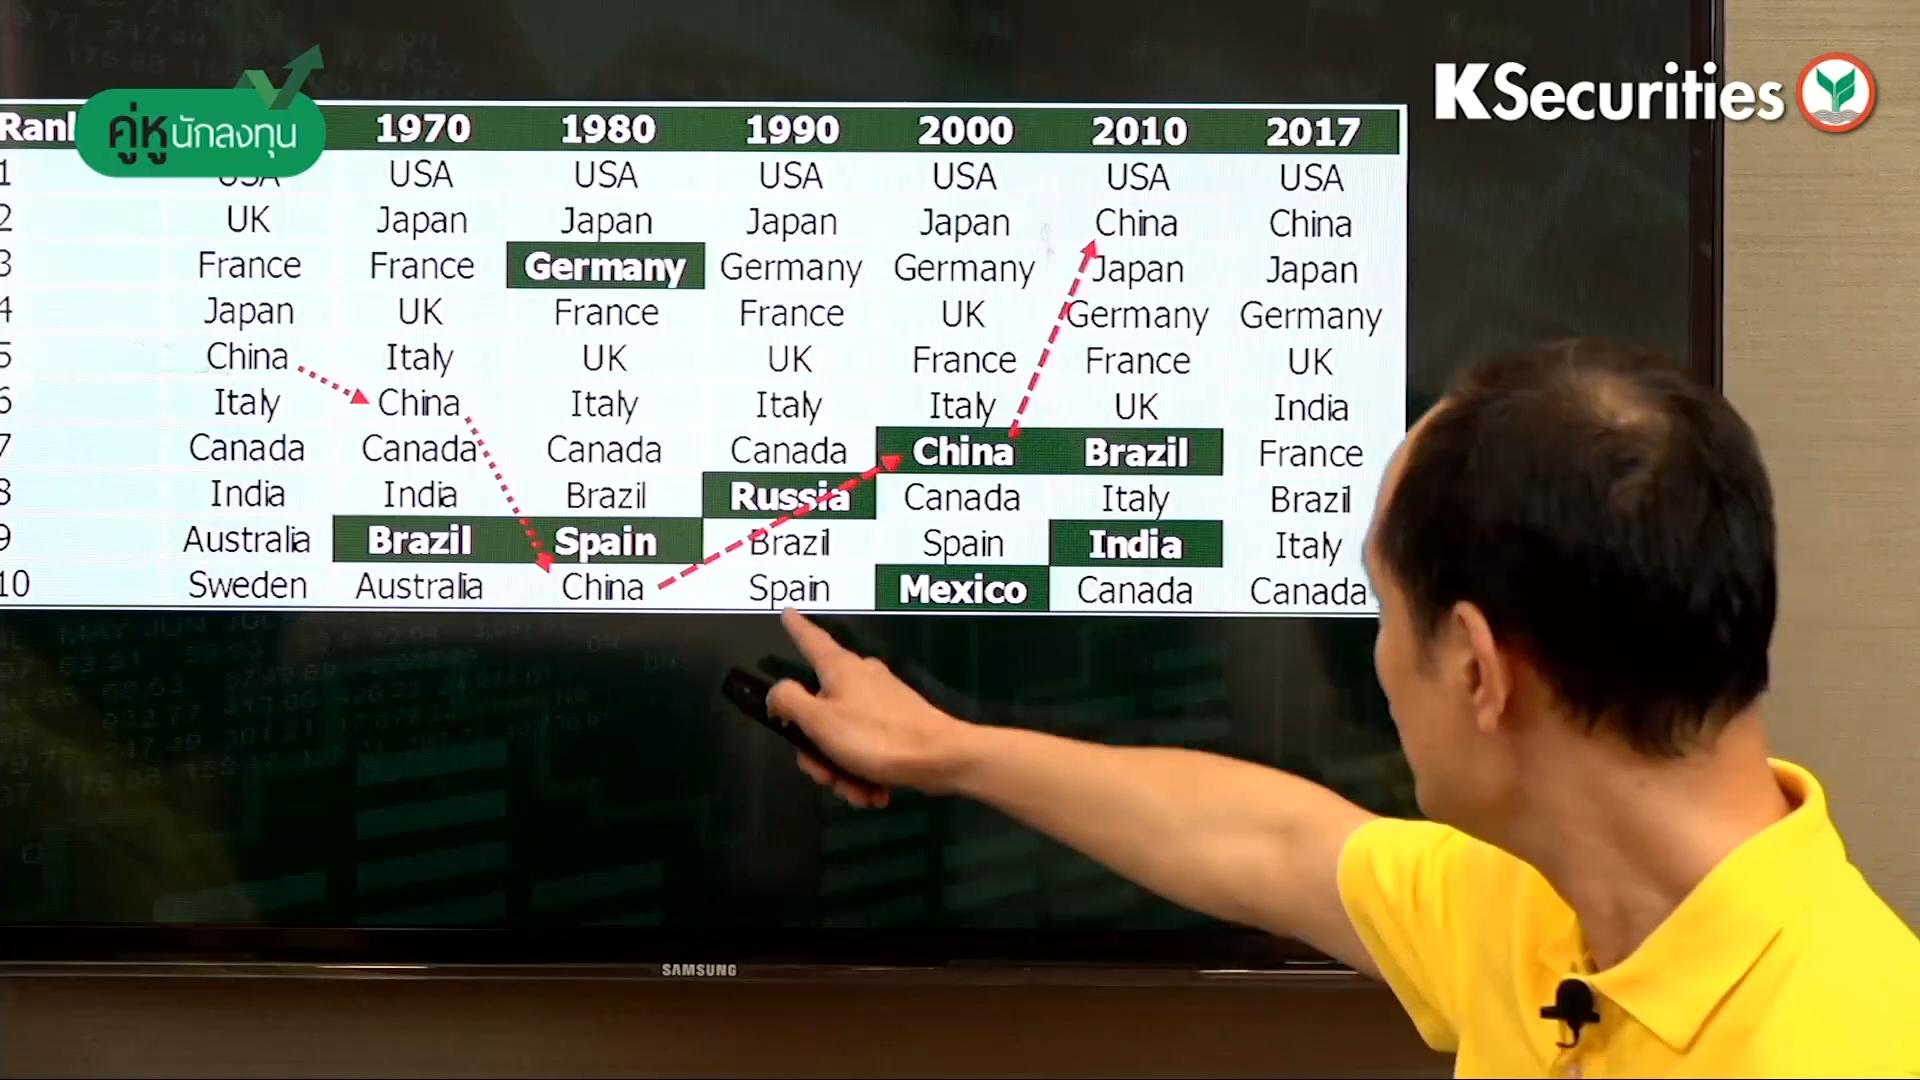 คู่หูนักลงทุน
KSecurities
Rank 1970 1980 1990 2000 2010 2017
1 USA USA USA USA USA USA USA
2 UK Japan Japan Japan Japan China China
3 France France Germany Germany Germany Japan Japan
4 Japan UK France France UK Germany Germany
5 China Italy UK UK France France UK
6 Italy China Italy Italy Italy UK India
7 Canada Canada Canada Canada China Brazil France
8 India India Brazil Russia Canada Italy Brazil
9 Australia Brazil Spain Brazil Spain India Italy
10 Sweden Australia China Spain Mexico Canada Canada
SAMSUNG